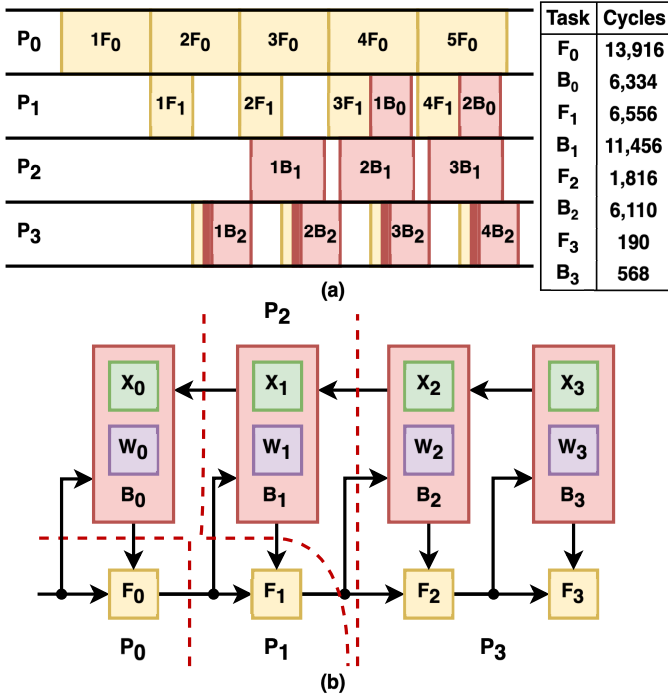 P0 1F0 2F0 3F0 4F0 5F0
P1 1F1 2F1 3F1 1B0 4F1 2B0
P2 1B1 2B1 3B1
P3 1B2 2B2 3B2 4B2
(a)
Task Cycles
F0 13,916
B0 6,334
F1 6,556
B1 11,456
F2 1,816
B2 6,110
F3 190
B3 568
P2
X0 X1 X2 X3
W0 W1 W2 W3
B0 B1 B2 B3
F0 F1 F2 F3
P0 P1 P3
(b)